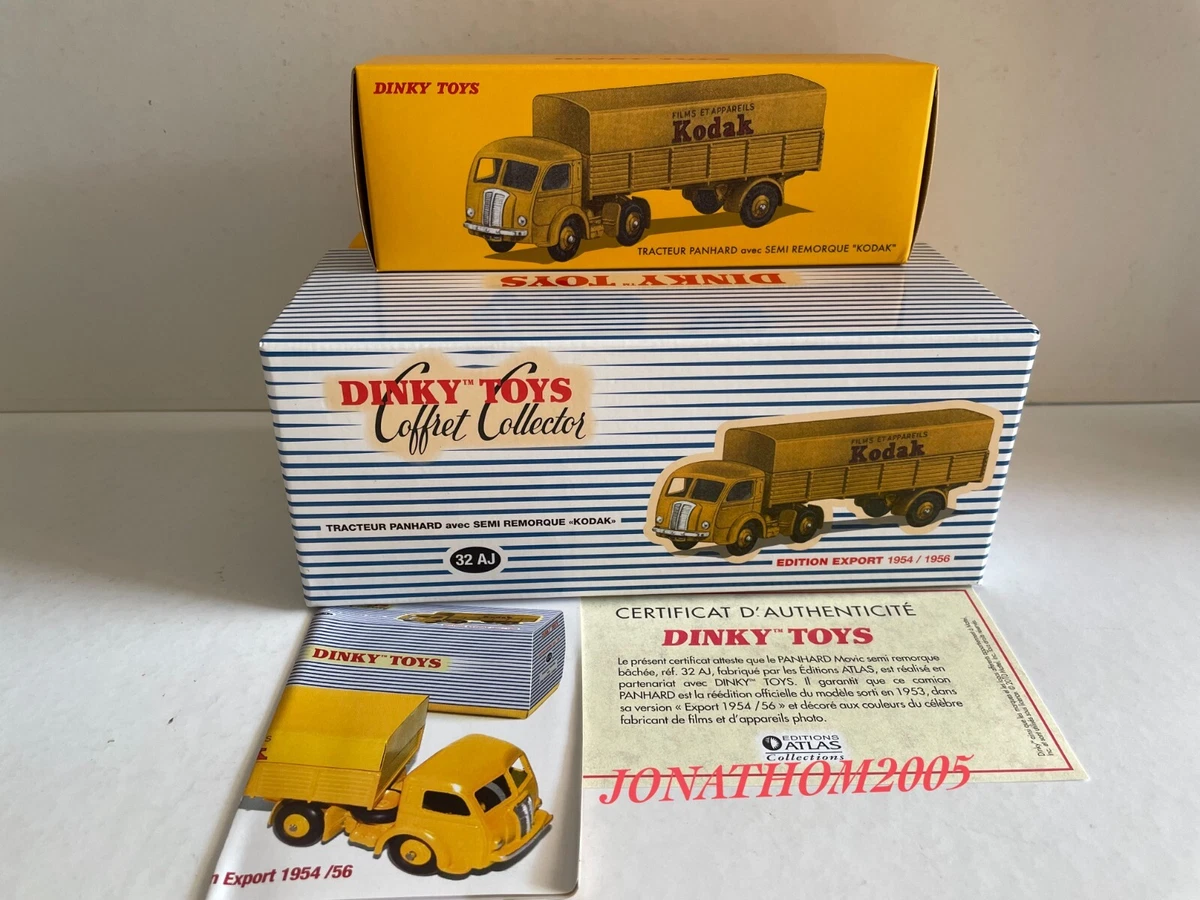 DINKY TOYS
FILMS ET APPAREILS
Kodak
TRACTEUR PANHARD avec SEMI REMORQUE "KODAK"
DINKY™ TOYS
DINKY™ TOYS
Coffret Collector
FILMS ET APPAREILS
Kodak
TRACTEUR PANHARD avec SEMI REMORQUE «KODAK»
32 AJ
EDITION EXPORT 1954 / 1956
DINKY™ TOYS
Export 1954 /56
CERTIFICAT D'AUTHENTICITÉ
DINKY™ TOYS
Le présent certificat atteste que le PANHARD Movic semi remorque
bâchée, réf. 32 AJ, fabriqué par les Éditions ATLAS, est réalisé en
partenariat avec DINKY™ TOYS. Il garantit que ce camion
PANHARD est la réédition officielle du modèle sorti en 1953, dans
sa version « Export 1954 /56 » et décoré aux couleurs du célèbre
fabricant de films et d'appareils photo.
EDITIONS
ATLAS
Collections
JONATHOM2005